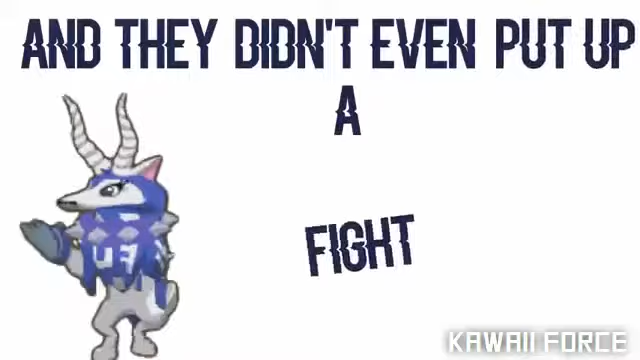 AND THEY DIDN'T EVEN PUT UP
A
FIGHT
KAWAII FORCE